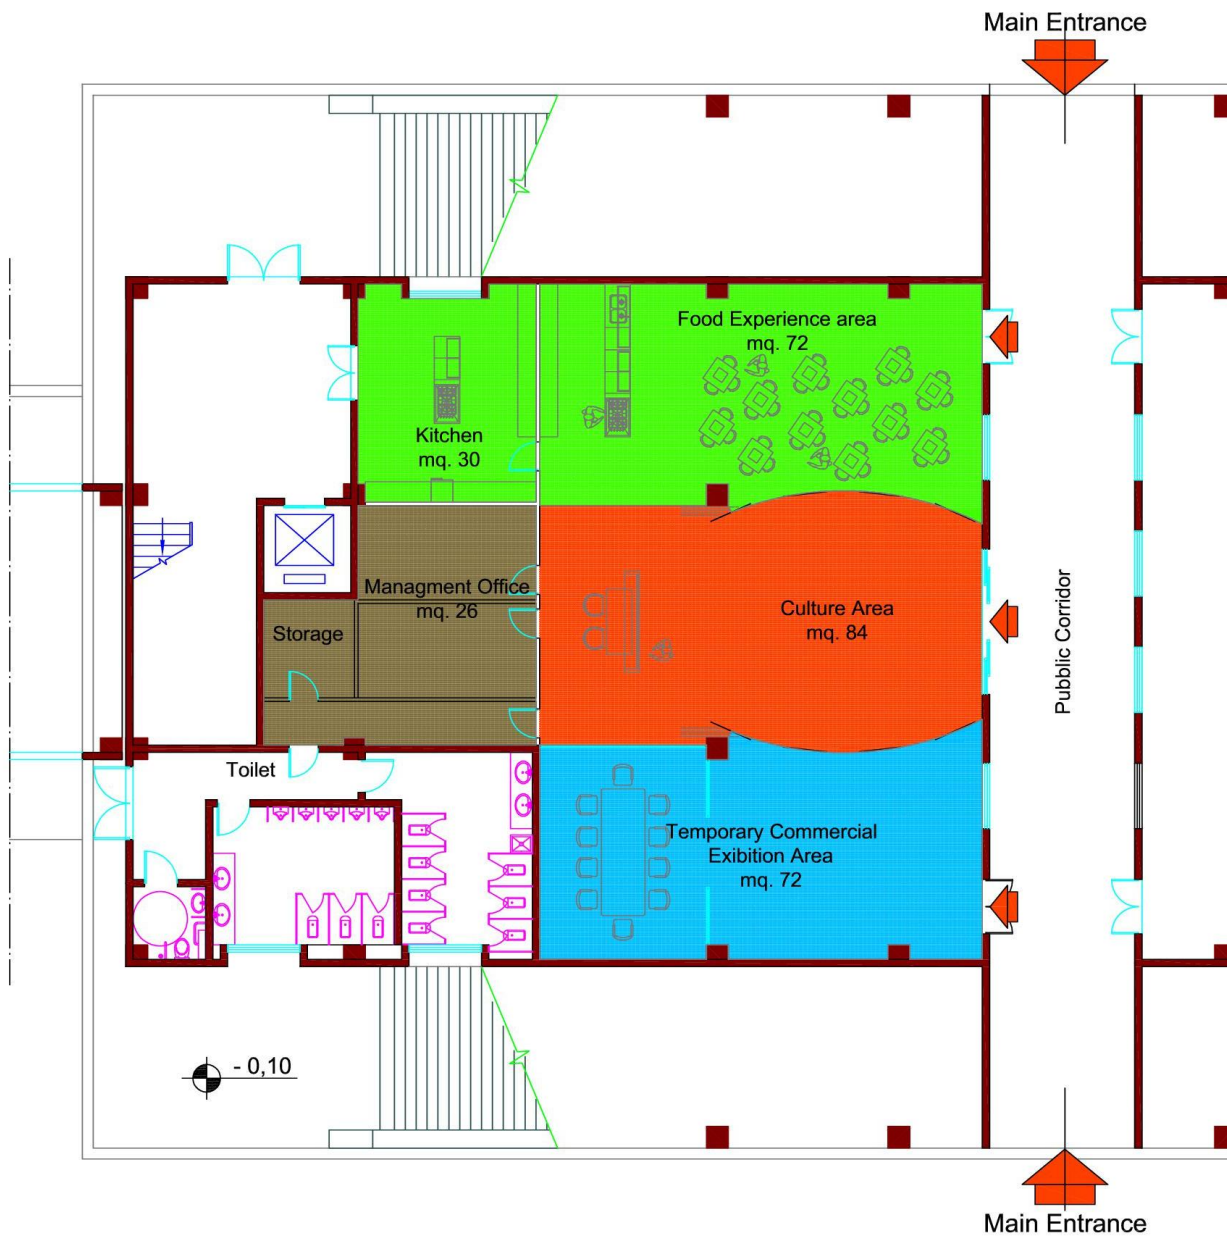 Main Entrance
Food Experience area
mq. 72
Kitchen
mq. 30
Managment Office
mq. 26
Storage
Culture Area
mq. 84
Pubblic Corridor
Toilet
Temporary Commercial
Exibition Area
mq. 72
- 0,10
Main Entrance